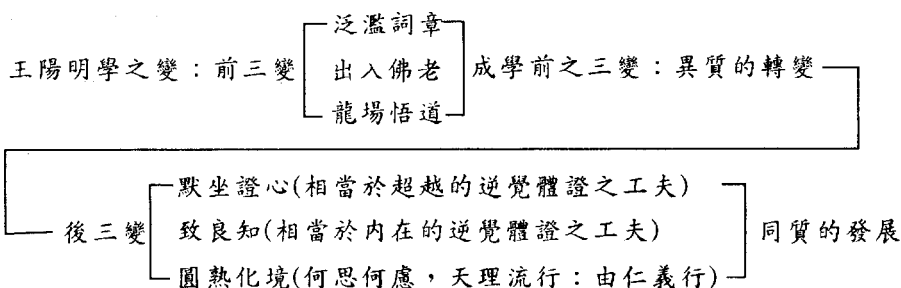 泛濫詞章
王陽明學之變：前三變 出入佛老 成學前之三變：異質的轉變
龍場悟道
默坐證心(相當於超越的逆覺體證之工夫)
後三變 致良知(相當於內在的逆覺體證之工夫) 同質的發展
圓熟化境(何思何慮，天理流行：由仁義行)